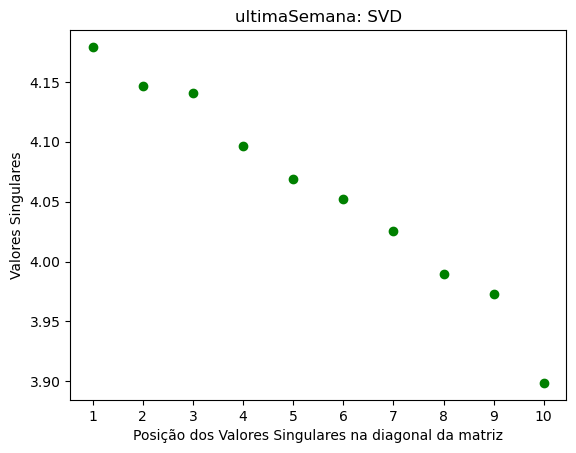 ultimaSemana: SVD
Valores Singulares
4.15
4.10
4.05
4.00
3.95
3.90
1 2 3 4 5 6 7 8 9 10
Posição dos Valores Singulares na diagonal da matriz